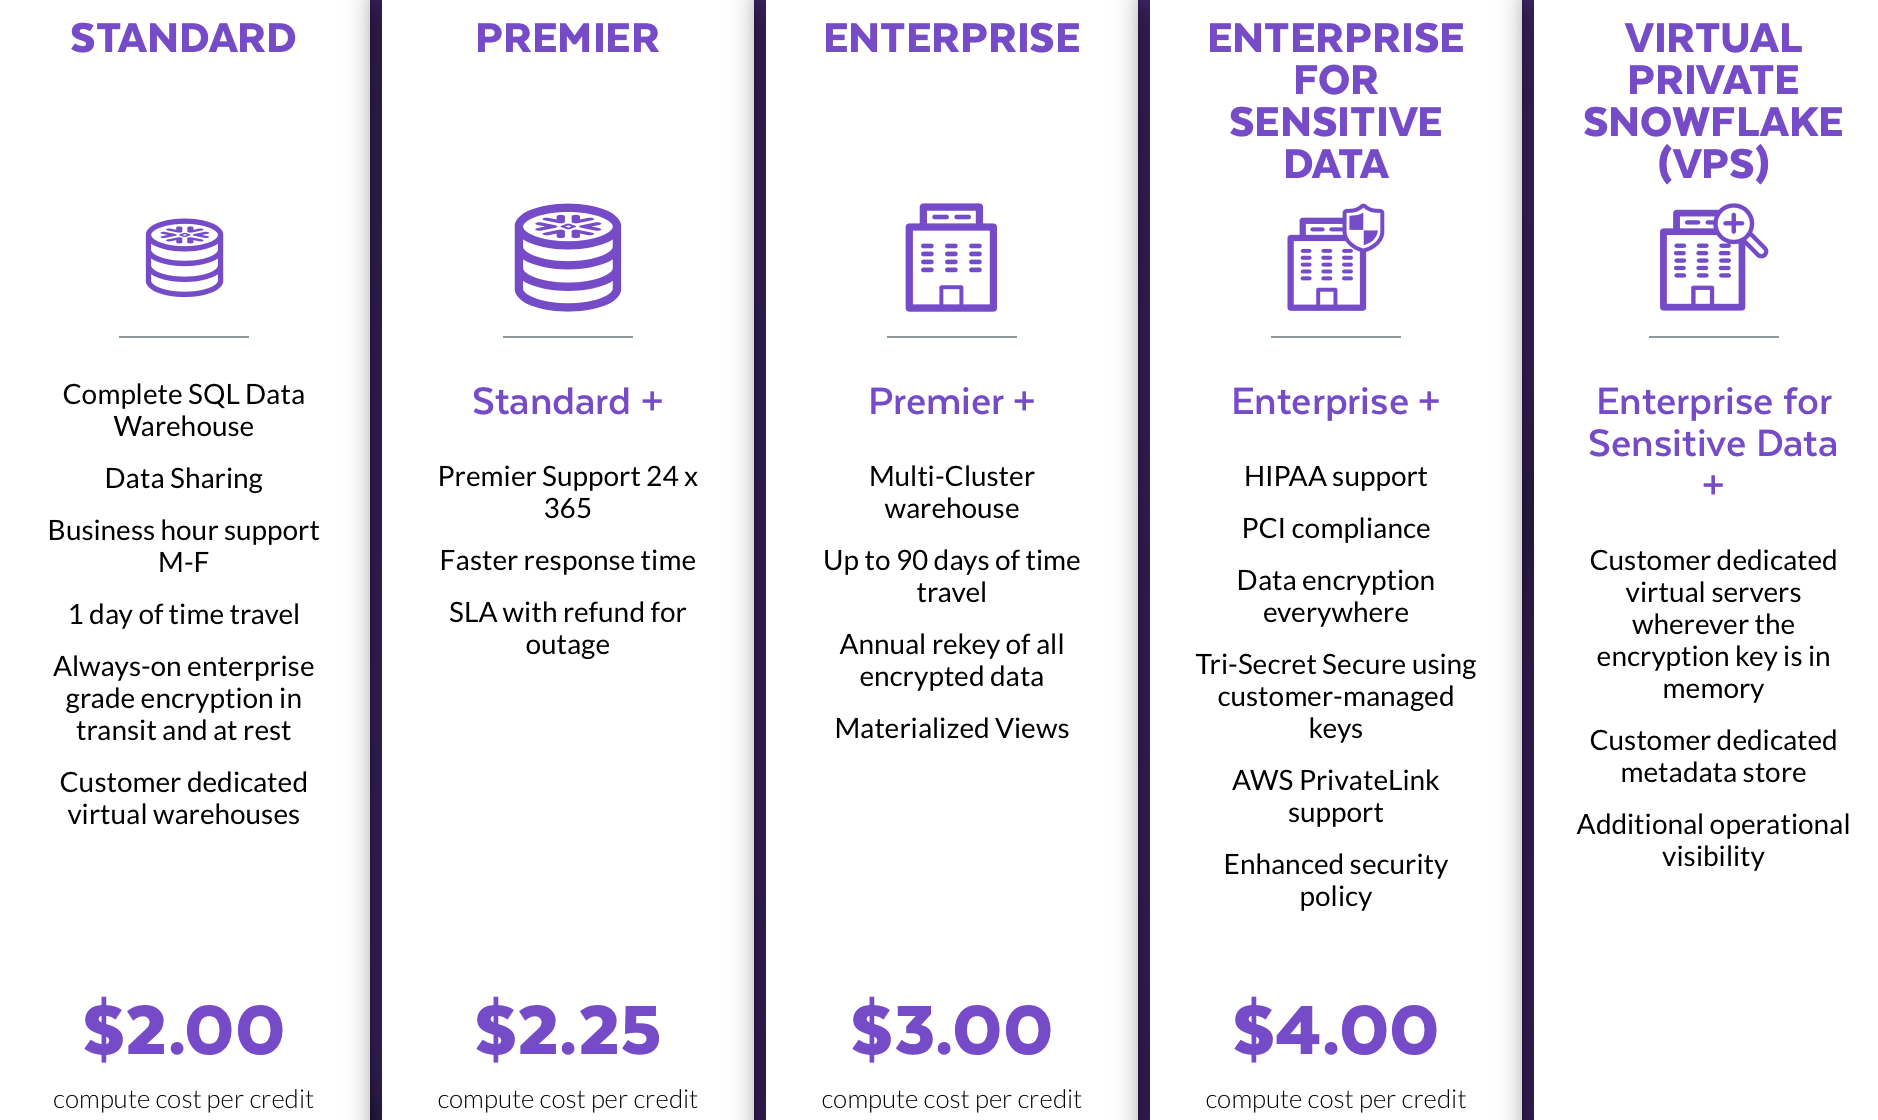 STANDARD
Complete SQL Data
Warehouse
Data Sharing
Business hour support
M-F
1 day of time travel
Always-on enterprise
grade encryption in
transit and at rest
Customer dedicated
virtual warehouses
$2.00
compute cost per credit
PREMIER
Standard +
Premier Support 24 x
365
Faster response time
SLA with refund for
outage
$2.25
compute cost per credit
ENTERPRISE
Premier +
Multi-Cluster
warehouse
Up to 90 days of time
travel
Annual rekey of all
encrypted data
Materialized Views
$3.00
compute cost per credit
ENTERPRISE
FOR
SENSITIVE
DATA
Enterprise +
HIPAA support
PCI compliance
Data encryption
everywhere
Tri-Secret Secure using
customer-managed
keys
AWS PrivateLink
support
Enhanced security
policy
$4.00
compute cost per credit
VIRTUAL
PRIVATE
SNOWFLAKE
(VPS)
Enterprise for
Sensitive Data
+
Customer dedicated
virtual servers
wherever the
encryption key is in
memory
Customer dedicated
metadata store
Additional operational
visibility